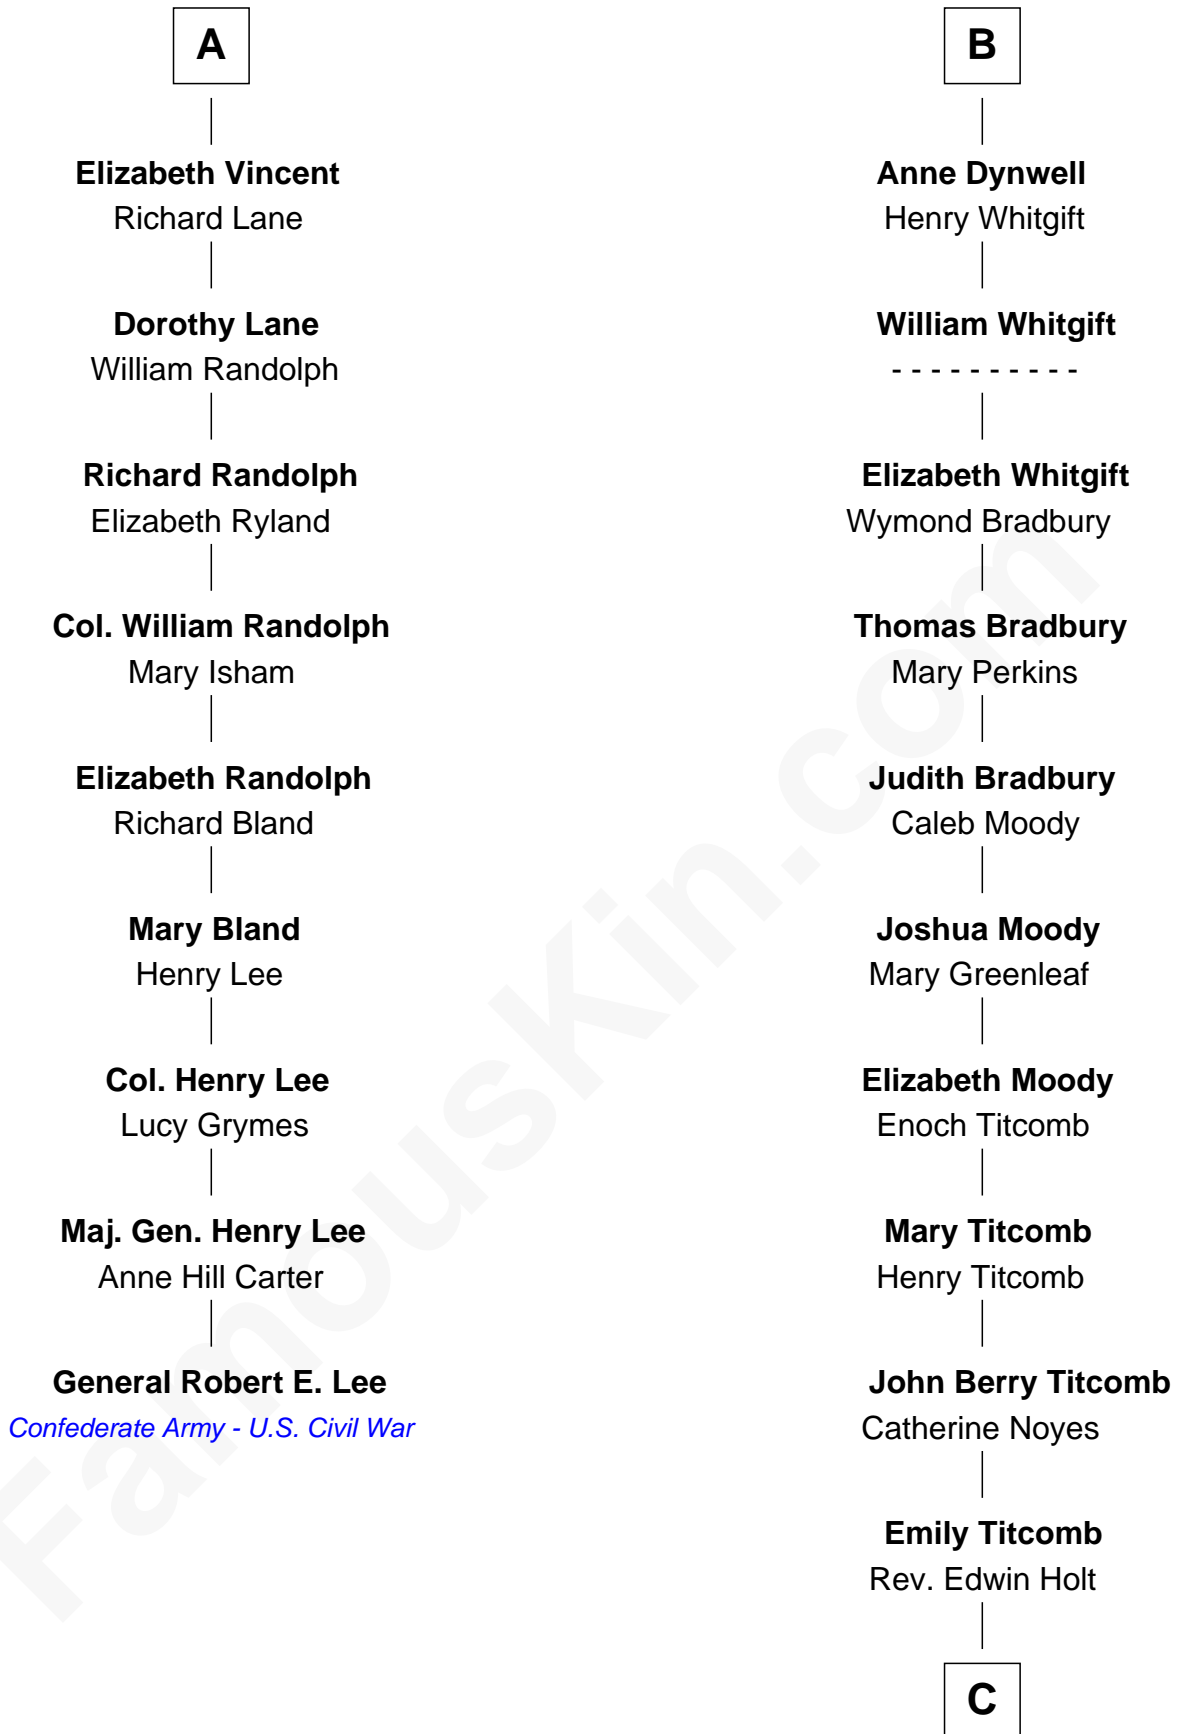 A
Elizabeth Vincent
Richard Lane
Dorothy Lane
William Randolph
Richard Randolph
Elizabeth Ryland
Col. William Randolph
Mary Isham
Elizabeth Randolph
Richard Bland
Mary Bland
Henry Lee
Col. Henry Lee
Lucy Grymes
Maj. Gen. Henry Lee
Anne Hill Carter
General Robert E. Lee
Confederate Army - U.S. Civil War
B
Anne Dynwell
Henry Whitgift
William Whitgift
- - - - - - - - - -
Elizabeth Whitgift
Wymond Bradbury
Thomas Bradbury
Mary Perkins
Judith Bradbury
Caleb Moody
Joshua Moody
Mary Greenleaf
Elizabeth Moody
Enoch Titcomb
Mary Titcomb
Henry Titcomb
John Berry Titcomb
Catherine Noyes
Emily Titcomb
Rev. Edwin Holt
C
FamousKin.com